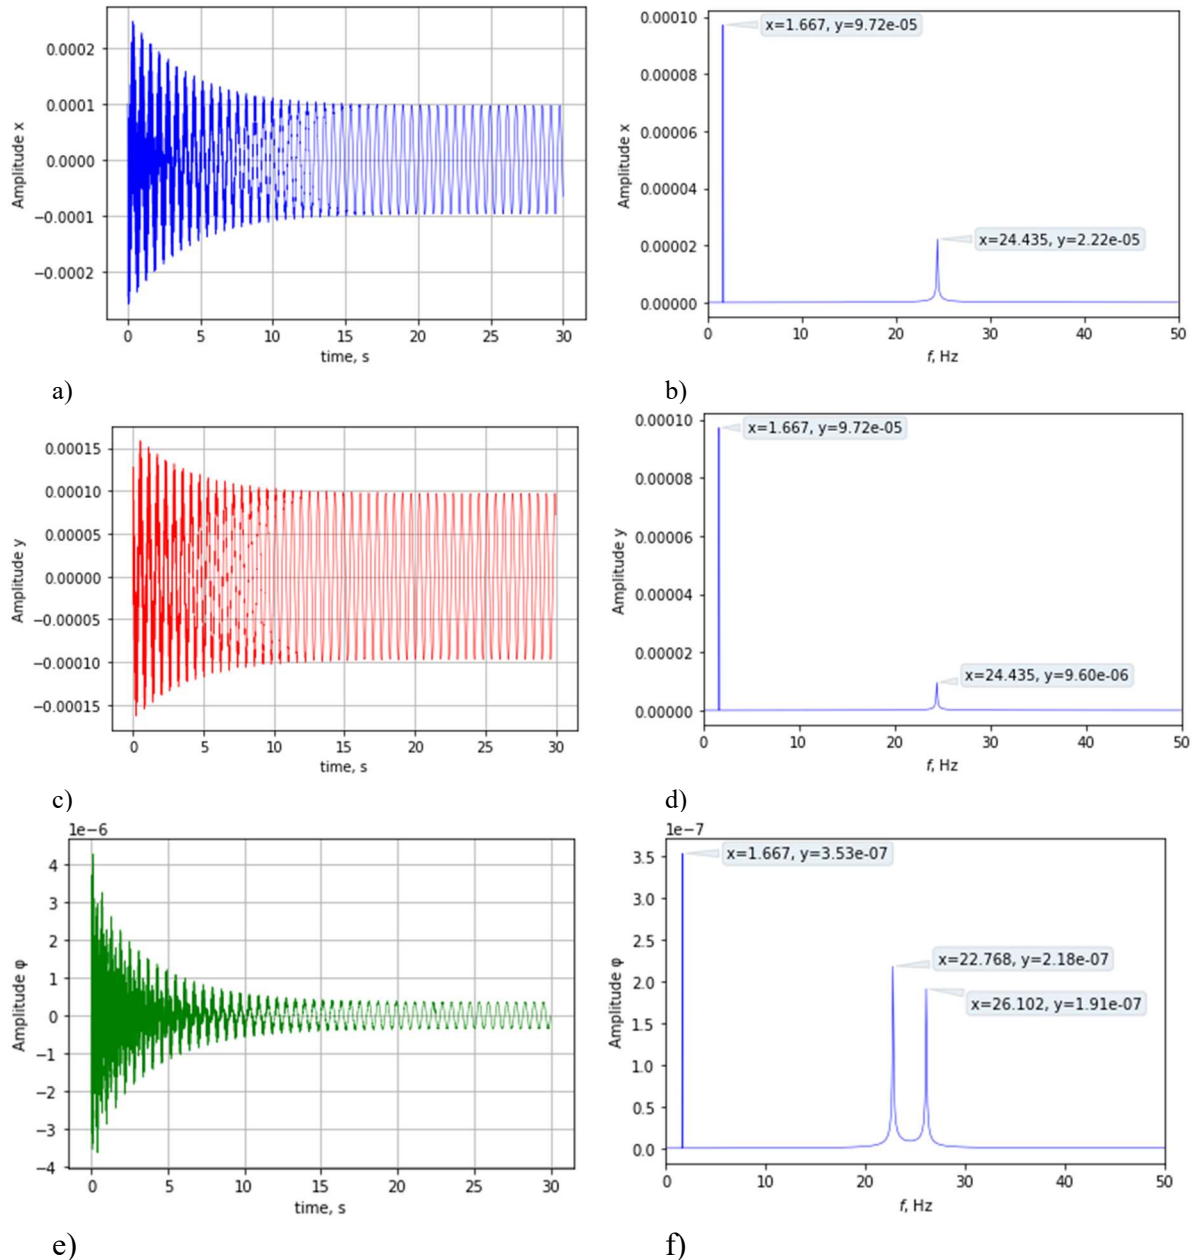 0.0002
0.0001
0.0000
−0.0001
−0.0002
Amplitude x
0 5 10 15 20 25 30
time, s
a)
0.00010
0.00008
0.00006
0.00004
0.00002
0.00000
Amplitude x
x=1.667, y=9.72e-05
x=24.435, y=2.22e-05
0 10 20 30 40 50
f, Hz
b)
0.00015
0.00010
0.00005
0.00000
−0.00005
−0.00010
−0.00015
Amplitude y
0 5 10 15 20 25 30
time, s
c)
0.00010
0.00008
0.00006
0.00004
0.00002
0.00000
Amplitude y
x=1.667, y=9.72e-05
x=24.435, y=9.60e-06
0 10 20 30 40 50
f, Hz
d)
1e−6
4
3
2
1
0
−1
−2
−3
−4
Amplitude φ
0 5 10 15 20 25 30
time, s
e)
1e−7
3.5
3.0
2.5
2.0
1.5
1.0
0.5
0.0
Amplitude φ
x=1.667, y=3.53e-07
x=22.768, y=2.18e-07
x=26.102, y=1.91e-07
0 10 20 30 40 50
f, Hz
f)